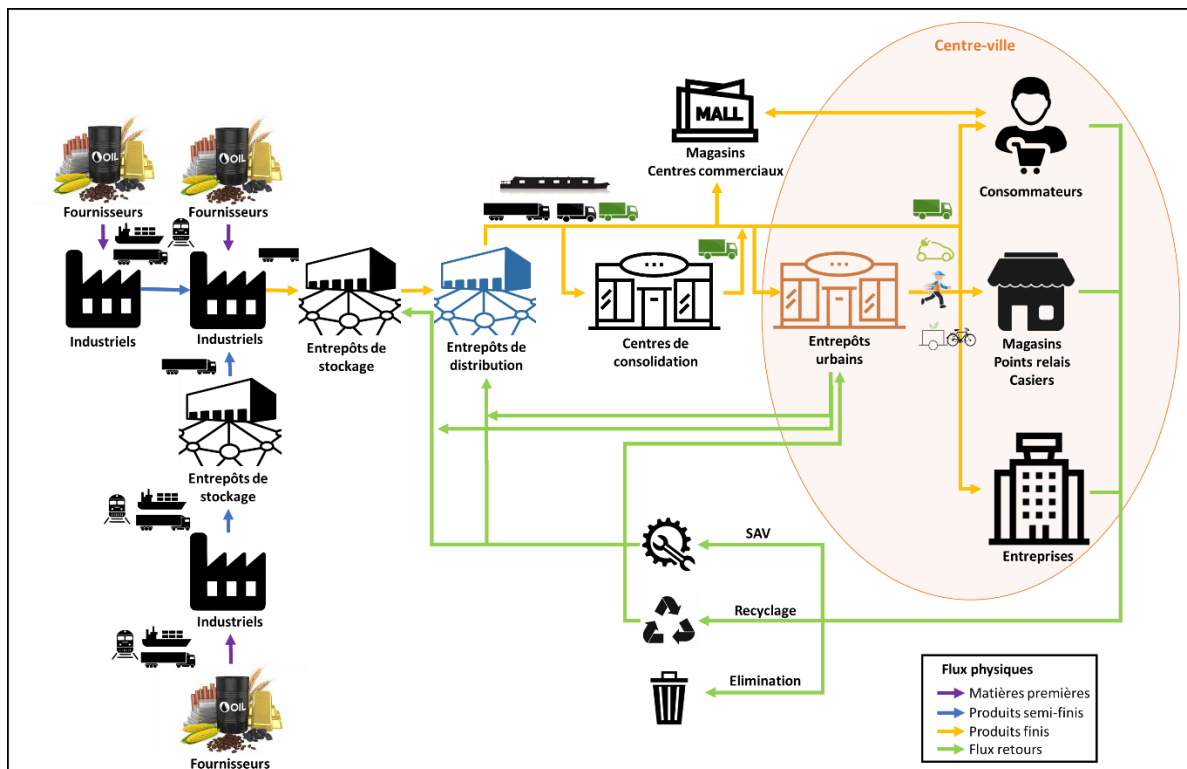 Centre-ville
MALL
Magasins
Centres commerciaux
Consommateurs
OIL
OIL
Fournisseurs
Fournisseurs
Industriels
Industriels
Entrepôts de
stockage
Entrepôts de
distribution
Centres de
consolidation
Entrepôts
urbains
Magasins
Points relais
Casiers
Entrepôts de
stockage
Entreprises
SAV
Industriels
Recyclage
Elimination
OIL
Fournisseurs
Flux physiques
Matières premières
Produits semi-finis
Produits finis
Flux retours